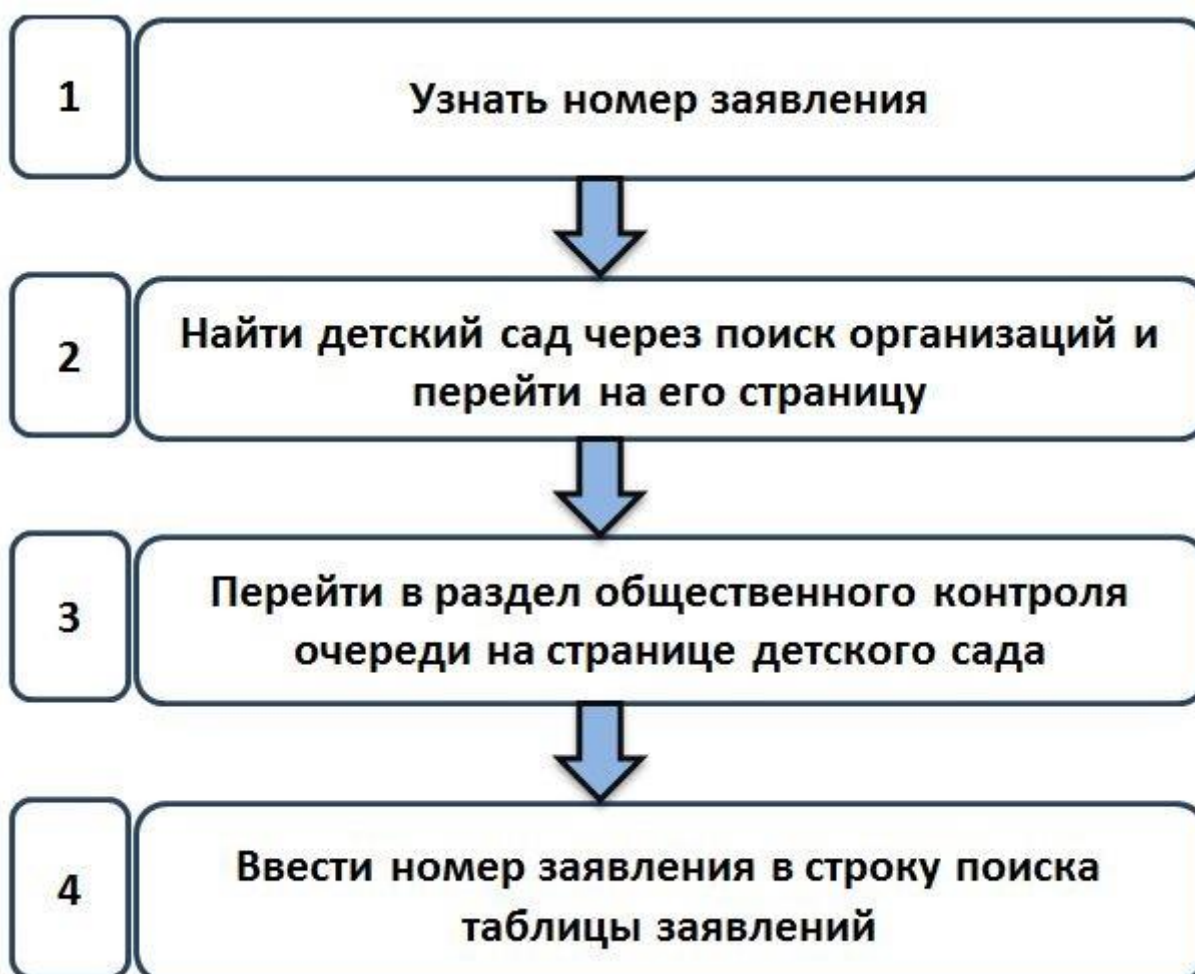 1
Узнать номер заявления
2
Найти детский сад через поиск организаций и
перейти на его страницу
3
Перейти в раздел общественного контроля
очереди на странице детского сада
4
Ввести номер заявления в строку поиска
таблицы заявлений